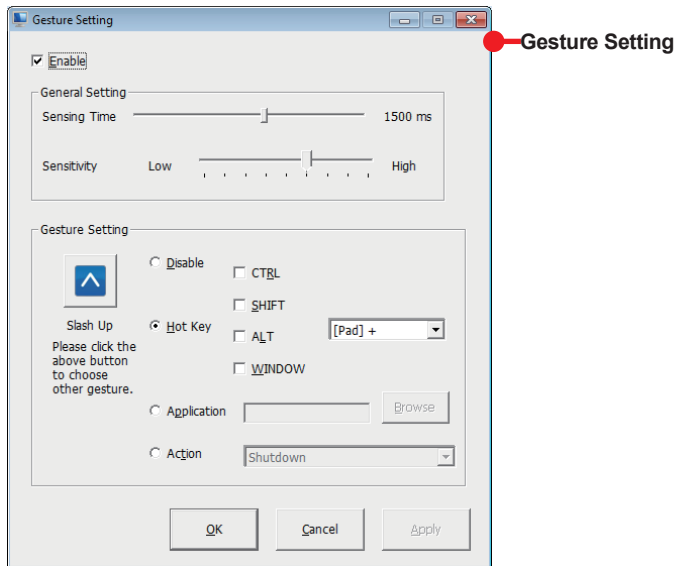 Gesture Setting
Gesture Setting
Enable
General Setting
Sensing Time 1500 ms
Sensitivity Low High
Gesture Setting
Disable
CTRL
SHIFT
Slash Up
Hot Key
ALT
[Pad] +
Please click the
above button
to choose
other gesture.
WINDOW
Application
Browse
Action
Shutdown
OK Cancel Apply